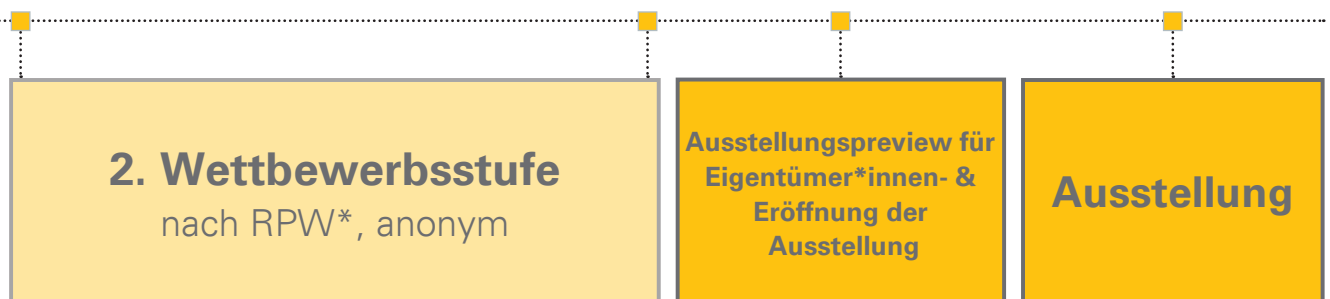 2. Wettbewerbsstufe
nach RPW*, anonym
Ausstellungspreview für
Eigentümer*innen- &
Eröffnung der
Ausstellung
Ausstellung